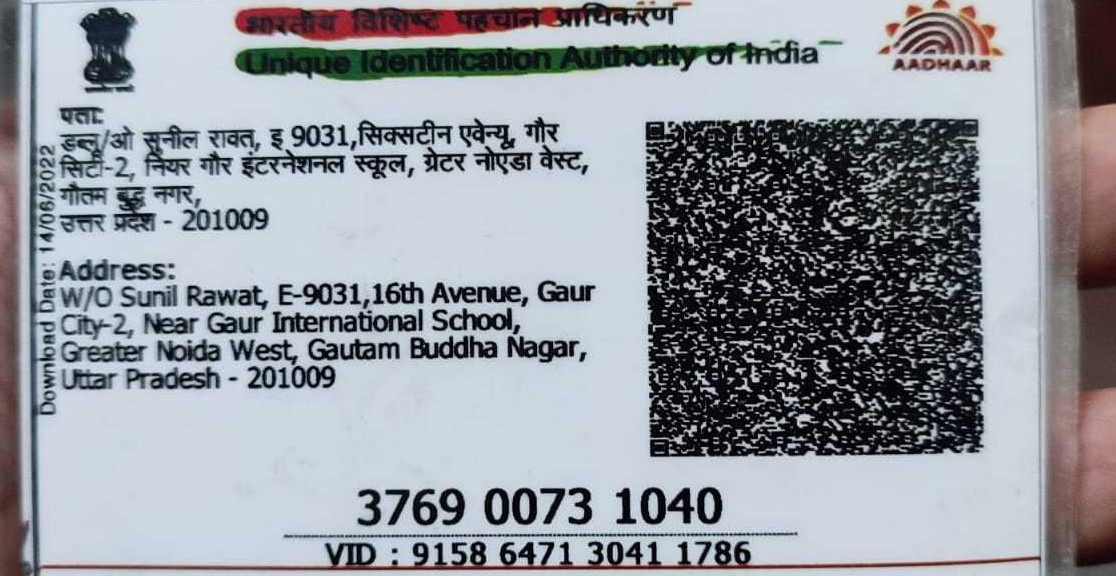 भारतीय विशिष्ट पहचान प्राधिकरण
Unique Identification Authority of India
AADHAAR
पता:
डब्लू/ओ सुनील रावत, इ 9031,सिक्सटीन एवेन्यू, गौर
सिटी-2, नियर गौर इंटरनेशनल स्कूल, ग्रेटर नोएडा वेस्ट,
गौतम बुद्ध नगर,
उत्तर प्रदेश - 201009
Address:
W/O Sunil Rawat, E-9031,16th Avenue, Gaur
City-2, Near Gaur International School,
Greater Noida West, Gautam Buddha Nagar,
Uttar Pradesh - 201009
Download Date: 14/06/2022
3769 0073 1040
VID : 9158 6471 3041 1786